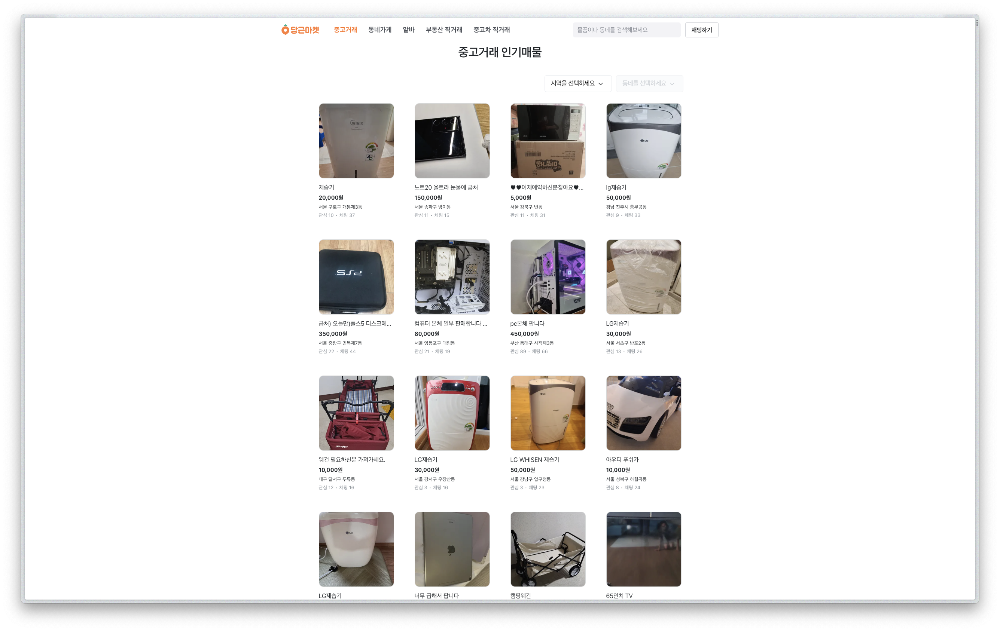 당근마켓 중고거래 동네가게 알바 부동산 직거래 중고차 직거래 물품이나 동네를 검색해보세요 채팅하기
중고거래 인기매물
지역을 선택하세요 동네를 선택하세요
WINIX
LG
SAMSUNG
제습기
20,000원
서울 구로구 개봉제3동
관심 10 · 채팅 37
노트20 울트라 눈물에 급처
150,000원
서울 송파구 방이동
관심 11 · 채팅 15
♥♥어제예약하신분찾아요♥...
5,000원
서울 강북구 번동
관심 11 · 채팅 31
lg제습기
50,000원
경남 진주시 충무공동
관심 9 · 채팅 33
PS5
급처) 오늘만)플스5 디스크에...
350,000원
서울 중랑구 면목제7동
관심 22 · 채팅 44
컴퓨터 본체 일부 판매합니다 ...
80,000원
서울 영등포구 대림동
관심 21 · 채팅 19
pc본체 팝니다
450,000원
부산 동래구 사직제3동
관심 89 · 채팅 66
LG제습기
30,000원
서울 서초구 반포2동
관심 13 · 채팅 26
LG
웨건 필요하신분 가져가세요.
10,000원
대구 달서구 두류동
관심 12 · 채팅 16
LG제습기
30,000원
서울 강서구 우장산동
관심 3 · 채팅 16
LG WHISEN 제습기
50,000원
서울 강남구 압구정동
관심 3 · 채팅 23
아우디 푸쉬카
10,000원
서울 성북구 하월곡동
관심 8 · 채팅 24
LG
LG제습기
너무 급해서 팝니다
캠핑웨건
65인치 TV